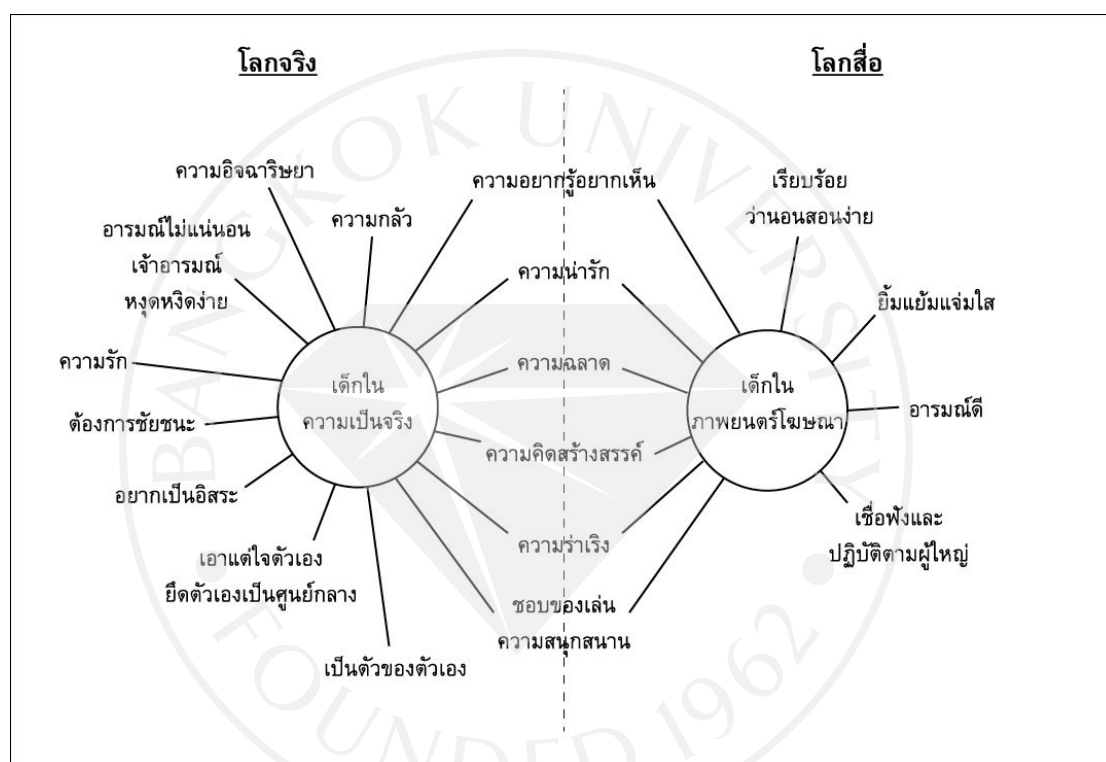 โลกจริง
โลกสื่อ
ความอิจฉาริษยา
ความกลัว
อารมณ์ไม่แน่นอน
เจ้าอารมณ์
หงุดหงิดง่าย
ความรัก
ต้องการชัยชนะ
อยากเป็นอิสระ
เอาแต่ใจตัวเอง
ยึดตัวเองเป็นศูนย์กลาง
เป็นตัวของตัวเอง
เด็กใน
ความเป็นจริง
ความอยากรู้อยากเห็น
ความน่ารัก
ความฉลาด
ความคิดสร้างสรรค์
ความร่าเริง
ชอบของเล่น
ความสนุกสนาน
เด็กใน
ภาพยนตร์โฆษณา
เรียบร้อย
ว่านอนสอนง่าย
ยิ้มแย้มแจ่มใส
อารมณ์ดี
เชื่อฟังและ
ปฏิบัติตามผู้ใหญ่
BANGKOK UNIVERSITY
FOUNDED 1962